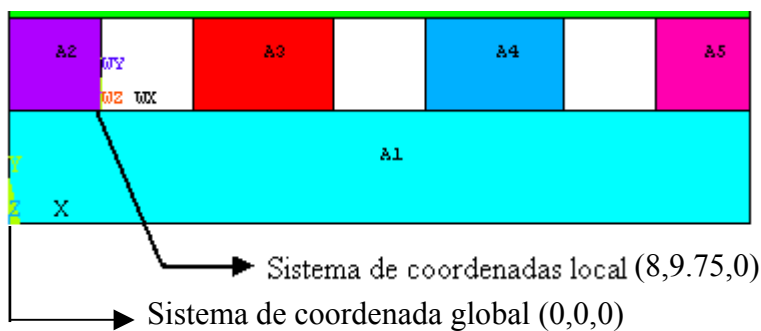 A2 A3 A4 A5
WY
WZ WX
A1
Y
Z X
Sistema de coordenadas local (8,9.75,0)
Sistema de coordenada global (0,0,0)